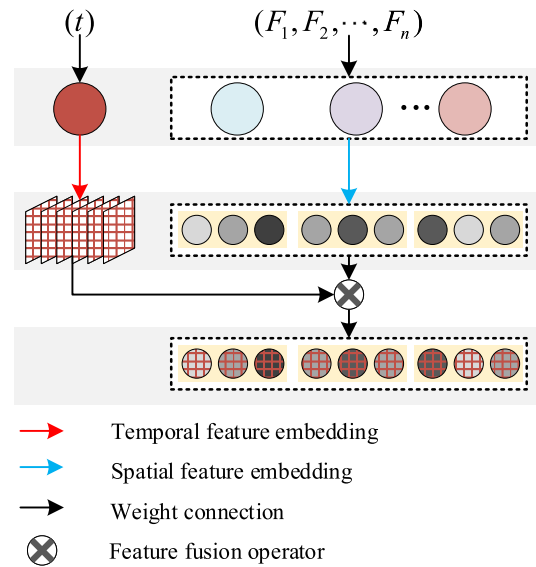 (t) (F₁, F₂, ⋯, Fₙ)
⋯
Temporal feature embedding
Spatial feature embedding
Weight connection
Feature fusion operator